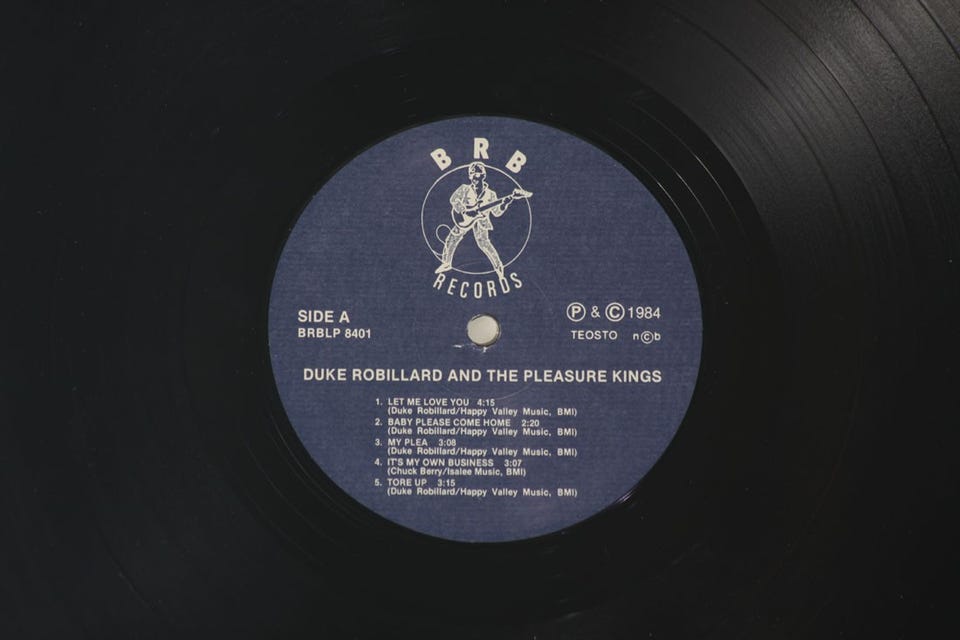 BRB
RECORDS
SIDE A
BRBLP 8401
Ⓟ & Ⓒ 1984
TEOSTO n©b
DUKE ROBILLARD AND THE PLEASURE KINGS
1. LET ME LOVE YOU 4:15
(Duke Robillard/Happy Valley Music, BMI)
2. BABY PLEASE COME HOME 2:20
(Duke Robillard/Happy Valley Music, BMI)
3. MY PLEA 3:08
(Duke Robillard/Happy Valley Music, BMI)
4. IT'S MY OWN BUSINESS 3:07
(Chuck Berry/Isalee Music, BMI)
5. TORE UP 3:15
(Duke Robillard/Happy Valley Music, BMI)